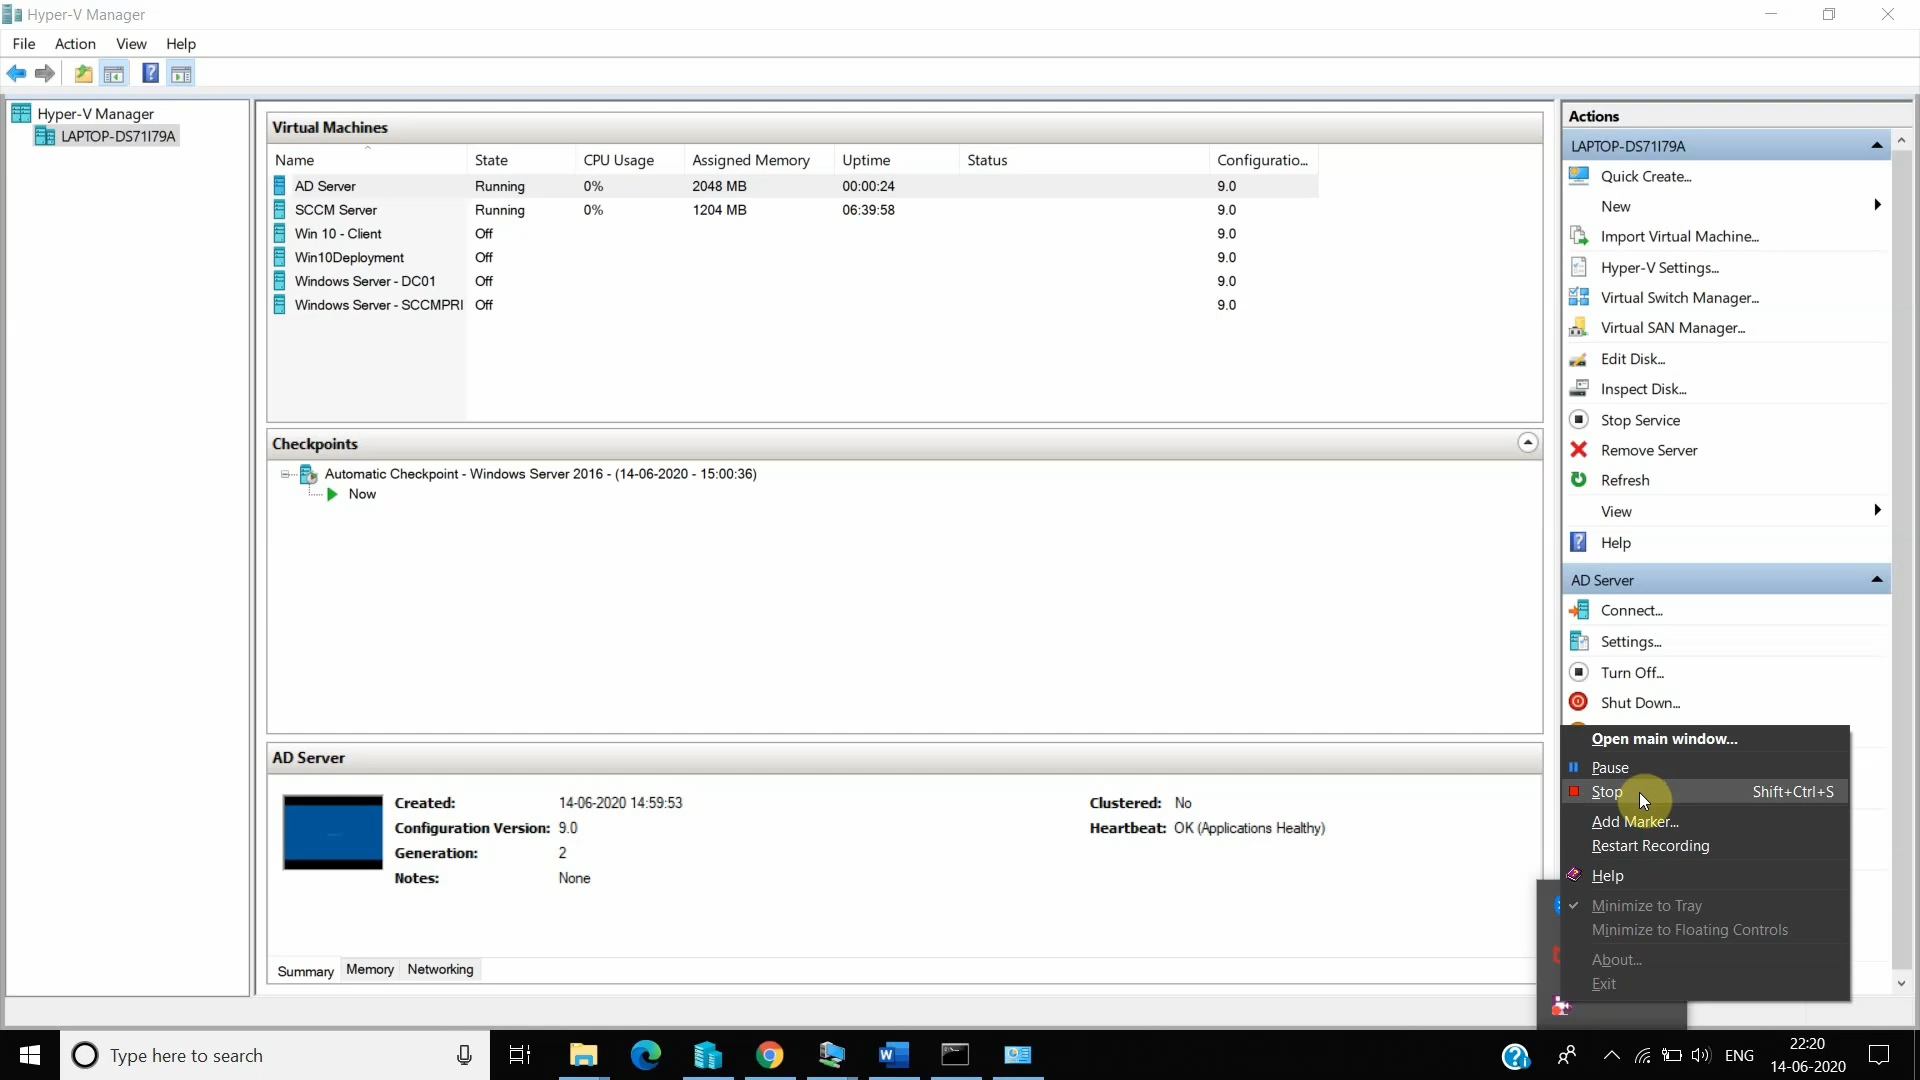 Hyper-V Manager
File Action View Help
Hyper-V Manager
LAPTOP-DS71I79A
Virtual Machines
Name State CPU Usage Assigned Memory Uptime Status Configuratio...
AD Server Running 0% 2048 MB 00:00:24 9.0
SCCM Server Running 0% 1204 MB 06:39:58 9.0
Win 10 - Client Off 9.0
Win10Deployment Off 9.0
Windows Server - DC01 Off 9.0
Windows Server - SCCMPRI Off 9.0
Checkpoints
Automatic Checkpoint - Windows Server 2016 - (14-06-2020 - 15:00:36)
Now
AD Server
Created: 14-06-2020 14:59:53
Configuration Version: 9.0
Generation: 2
Notes: None
Clustered: No
Heartbeat: OK (Applications Healthy)
Summary Memory Networking
Actions
LAPTOP-DS71I79A
Quick Create...
New
Import Virtual Machine...
Hyper-V Settings...
Virtual Switch Manager...
Virtual SAN Manager...
Edit Disk...
Inspect Disk...
Stop Service
Remove Server
Refresh
View
Help
AD Server
Connect...
Settings...
Turn Off...
Shut Down...
Open main window...
Pause
Stop Shift+Ctrl+S
Add Marker...
Restart Recording
Help
Minimize to Tray
Minimize to Floating Controls
About...
Exit
Type here to search
ENG
22:20
14-06-2020